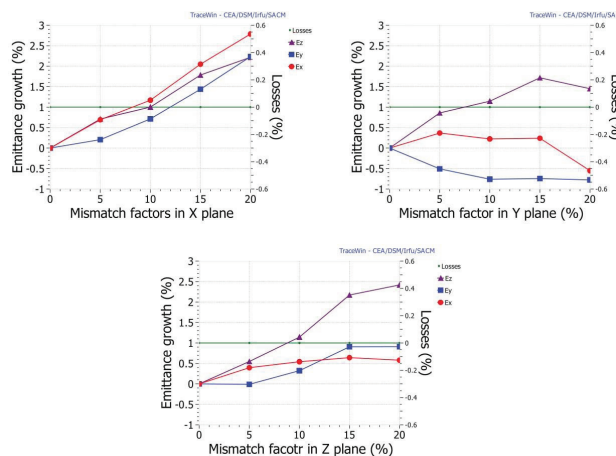 TraceWin - CEA/DSM/Irfu/SACM
Emittance growth (%)
3
2.5
2
1.5
1
0.5
0
-0.5
-1
0
5
10
15
20
0.6
0.4
0.2
0
-0.2
-0.4
-0.6
Losses (%)
Losses
Ez
Ey
Ex
Mismatch factors in X plane
TraceWin - CEA/DSM/Irfu/SACM
Emittance growth (%)
3
2.5
2
1.5
1
0.5
0
-0.5
-1
0
5
10
15
20
0.6
0.4
0.2
0
-0.2
-0.4
-0.6
Losses (%)
Losses
Ez
Ey
Ex
Mismatch factor in Y plane (%)
TraceWin - CEA/DSM/Irfu/SACM
Emittance growth (%)
3
2.5
2
1.5
1
0.5
0
-0.5
-1
0
5
10
15
20
0.6
0.4
0.2
0
-0.2
-0.4
-0.6
Losses (%)
Losses
Ez
Ey
Ex
Mismatch facotr in Z plane (%)